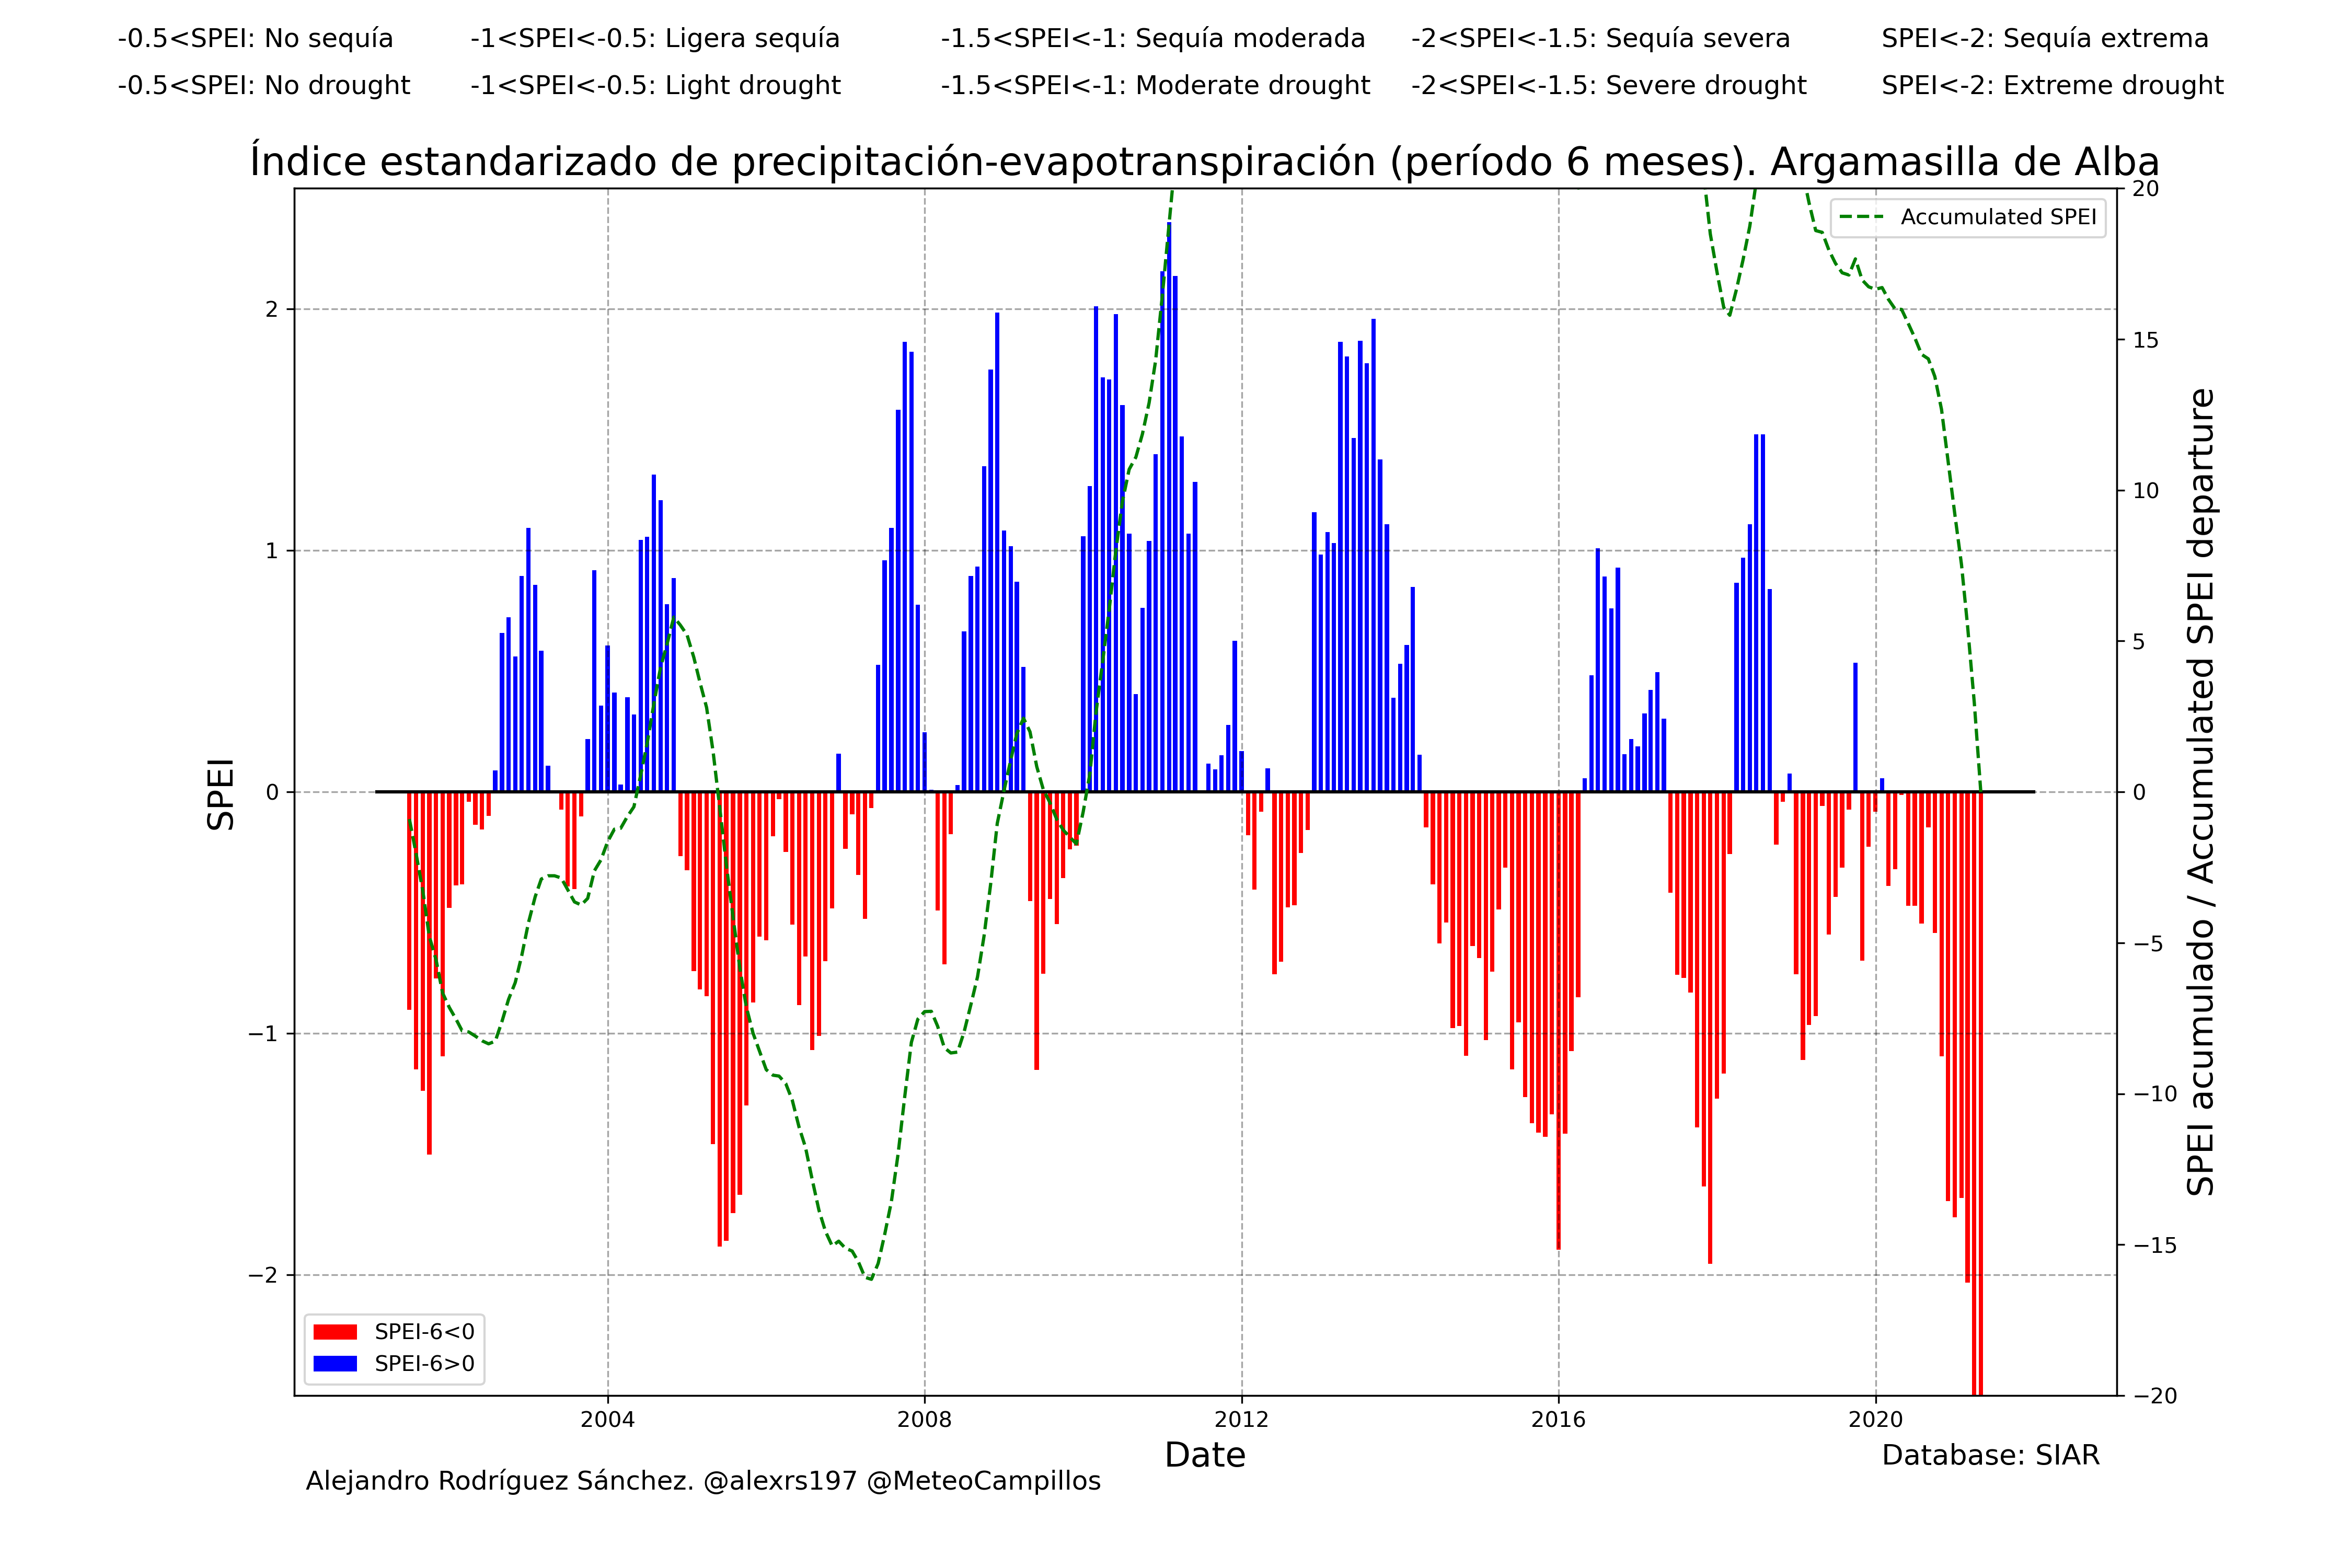 -0.5<SPEI: No sequía -1<SPEI<-0.5: Ligera sequía -1.5<SPEI<-1: Sequía moderada -2<SPEI<-1.5: Sequía severa SPEI<-2: Sequía extrema
-0.5<SPEI: No drought -1<SPEI<-0.5: Light drought -1.5<SPEI<-1: Moderate drought -2<SPEI<-1.5: Severe drought SPEI<-2: Extreme drought
Índice estandarizado de precipitación-evapotranspiración (período 6 meses). Argamasilla de Alba
Accumulated SPEI
SPEI
2
1
0
−1
−2
20
15
10
5
0
−5
−10
−15
−20
SPEI acumulado / Accumulated SPEI departure
SPEI-6<0
SPEI-6>0
2004 2008 2012 2016 2020
Date
Database: SIAR
Alejandro Rodríguez Sánchez. @alexrs197 @MeteoCampillos